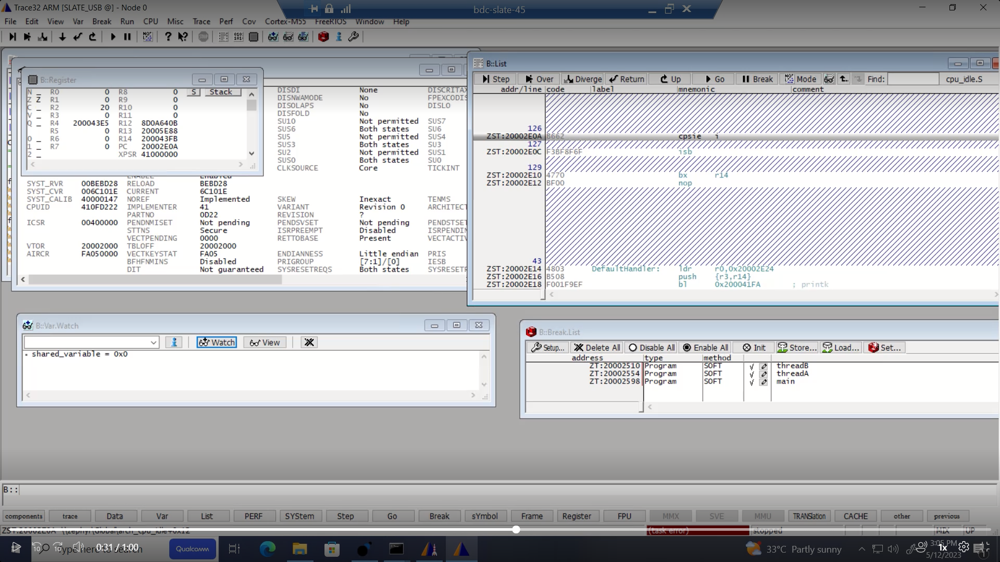 Trace32 ARM [SLATE_USB @] - Node 0
bdc-slate-45
File Edit View Var Break Run CPU Misc Trace Perf Cov Cortex-M55 FreeRTOS Window Help
B::Register
N _ R0 0 R8 0 S Stack
Z Z R1 0 R9 0
C _ R2 20 R10 0
V _ R3 0 R11 0
Q _ R4 200043E5 R12 8D0A640B
R5 0 R13 20005E88
0 _ R6 0 R14 200043FB
1 _ R7 0 PC 20002E0A
2 _ XPSR 41000000
DISDI None DISCRITAX
DISNWAMODE No FPEXCODIS
DISOLAPS No DISLO
DISFOLD No
SU10 Not permitted SUS7
SUS6 Both states SU6
SU5 Not permitted SUS4
SUS3 Both states SU3
SU2 Not permitted SUS1
SUS0 Both states SU0
CLKSOURCE Core TICKINT
ENABLE Enabled
SYST_RVR 00BEBD28 RELOAD BEBD28
SYST_CVR 006C101E CURRENT 6C101E
SYST_CALIB 40000147 NOREF Implemented SKEW Inexact TENMS
CPUID 410FD222 IMPLEMENTER 41 VARIANT Revision 0 ARCHITECT
PARTNO 0D22 REVISION ?
ICSR 00400000 PENDNMISET Not pending PENDSVSET Not pending PENDSTSET
STTNS Secure ISRPREEMPT Disabled ISRPENDIN
VECTPENDING 0000 RETTOBASE Present VECTACTIV
VTOR 20002000 TBLOFF 20002000
AIRCR FA050000 VECTKEYSTAT FA05 ENDIANNESS Little endian PRIS
BFHFNMINS Disabled PRIGROUP [7:1]/[0] IESB
DIT Not guaranteed SYSRESETREQS Both states SYSRESETR
B::List
Step Over Diverge Return Up Go Break Mode Find: cpu_idle.S
addr/line code label mnemonic comment
126
ZST:20002E0A B662 cpsie i
127
ZST:20002E0C F3BF8F6F isb
129
ZST:20002E10 4770 bx r14
ZST:20002E12 BF00 nop
43
ZST:20002E14 4803 DefaultHandler: ldr r0,0x20002E24
ZST:20002E16 B508 push {r3,r14}
ZST:20002E18 F001F9EF bl 0x200041FA ; printk
B::Var.Watch
Watch View
shared_variable = 0x0
B::Break.List
Setup... Delete All Disable All Enable All Init Store... Load... Set...
address type method
ZT:20002510 Program SOFT √ threadB
ZT:20002554 Program SOFT √ threadA
ZT:20002598 Program SOFT √ main
B::
components trace Data Var List PERF SYStem Step Go Break sYmbol Frame Register FPU MMX SVE MMU TRANSlation CACHE other previous
ZST:20002E0A \\zephyr\Global\arch_cpu_idle+0x12 (task error) stopped MIX UP
Type here to search
10 10 0:31 / 1:00
Qualcomm
33°C Partly sunny
3:05 PM
5/12/2023
1x
1